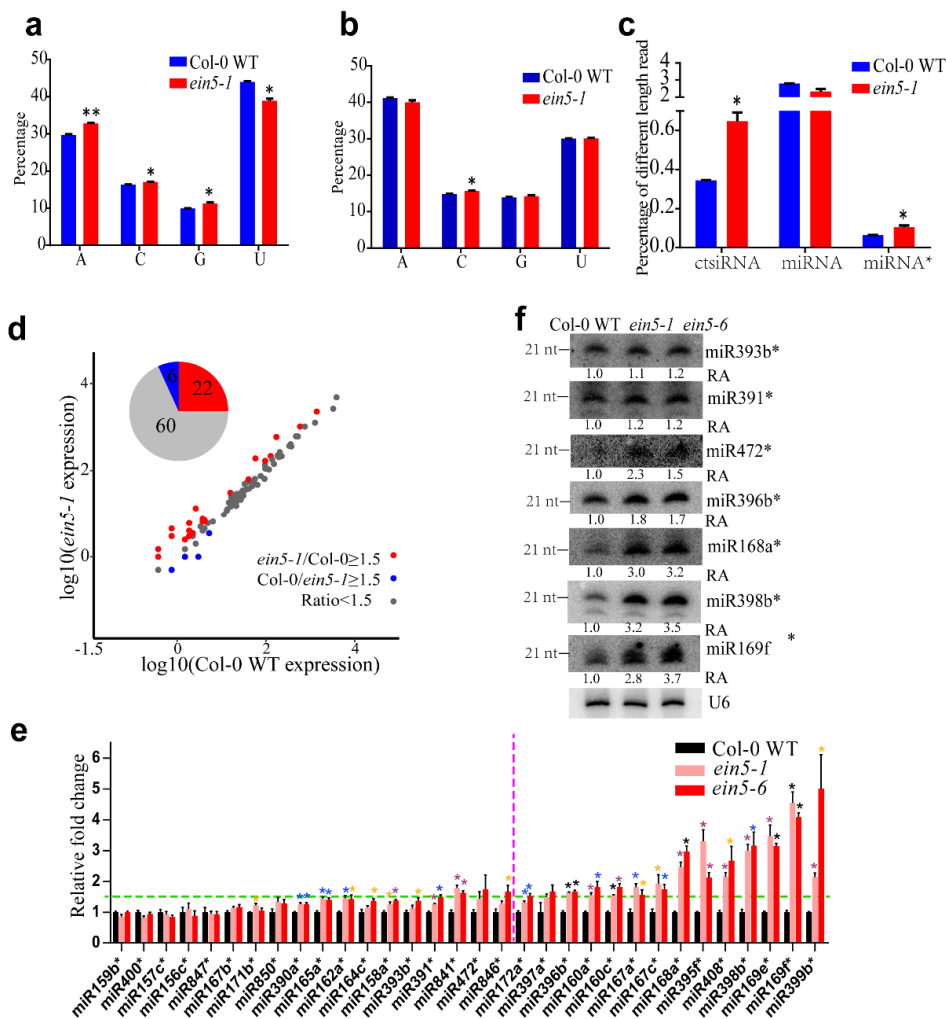 a
Percentage
50
40
30
20
10
0
Col-0 WT
ein5-1
**
*
*
*
A C G U
b
Percentage
50
40
30
20
10
0
Col-0 WT
ein5-1
*
A C G U
c
Percentage of different length read
4
3
2
1
0.6
0.4
0.2
0.0
Col-0 WT
ein5-1
*
*
ctsiRNA miRNA miRNA*
d
log10(ein5-1 expression)
4
2
0
-2
6
22
60
ein5-1/Col-0≥1.5
Col-0/ein5-1≥1.5
Ratio<1.5
-1.5 0 2 4
log10(Col-0 WT expression)
f
Col-0 WT ein5-1 ein5-6
21 nt miR393b*
1.0 1.1 1.2 RA
21 nt miR391*
1.0 1.2 1.2 RA
21 nt miR472*
1.0 2.3 1.5 RA
21 nt miR396b*
1.0 1.8 1.7 RA
21 nt miR168a*
1.0 3.0 3.2 RA
21 nt miR398b*
1.0 3.2 3.5 RA
21 nt miR169f *
1.0 2.8 3.7 RA
U6
e
Relative fold change
6
5
4
3
2
1
0
Col-0 WT
ein5-1
ein5-6
miR159b*
miR400*
miR157c*
miR156c*
miR847*
miR167b*
miR171b*
miR850*
miR390a*
miR165a*
miR162a*
miR164c*
miR158a*
miR393b*
miR391*
miR841*
miR472*
miR846*
miR172a*
miR397a*
miR396b*
miR160a*
miR160c*
miR167a*
miR167c*
miR168a*
miR395f*
miR408*
miR398b*
miR169e*
miR169f*
miR399b*